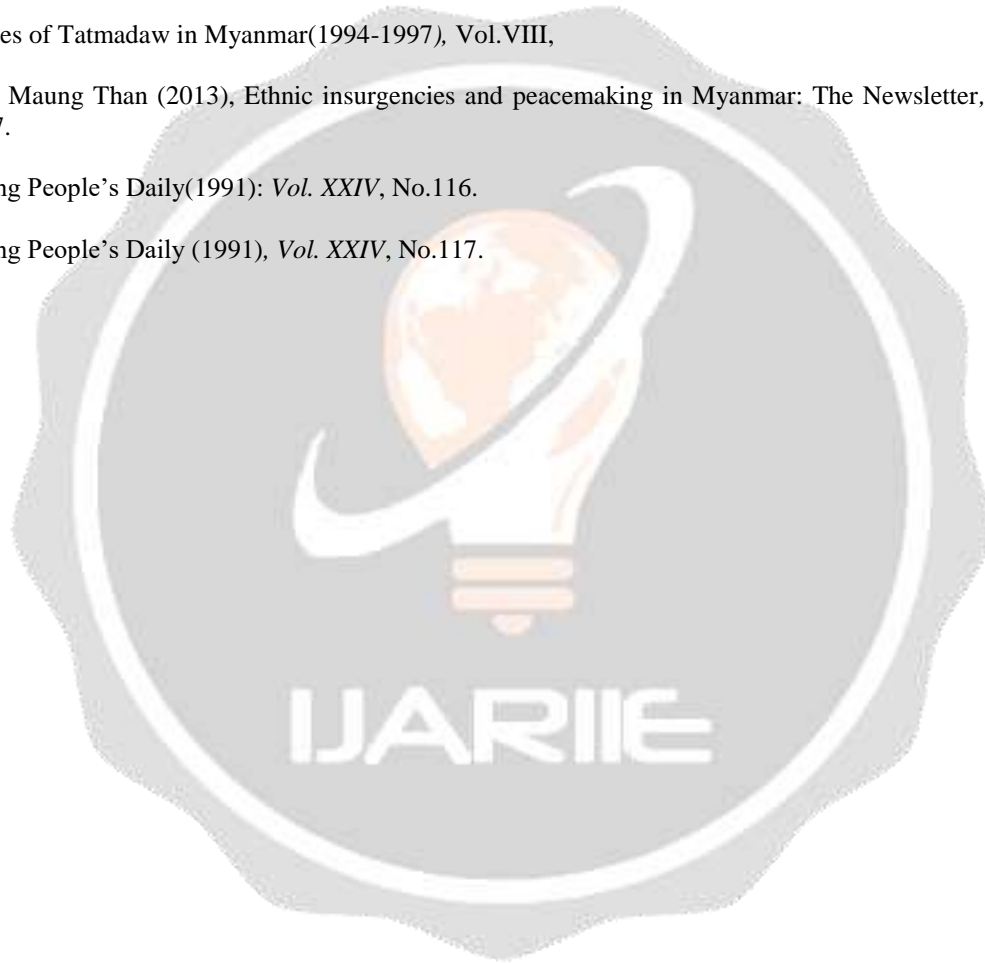 es of Tatmadaw in Myanmar(1994-1997), Vol.VIII,
Maung Than (2013), Ethnic insurgencies and peacemaking in Myanmar: The Newsletter,
7.
ng People’s Daily(1991): Vol. XXIV, No.116.
ng People’s Daily (1991), Vol. XXIV, No.117.
IJARIIE